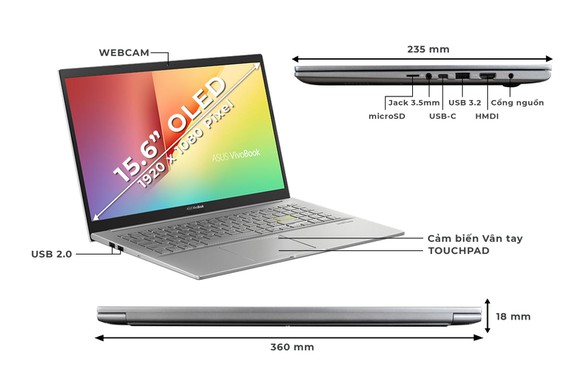 WEBCAM
235 mm
Jack 3.5mm
USB 3.2
Cổng nguồn
microSD
USB-C
HMDI
15.6” OLED
1920 X 1080 Pixel
ASUS VivoBook
Cảm biến Vân tay
TOUCHPAD
USB 2.0
18 mm
360 mm